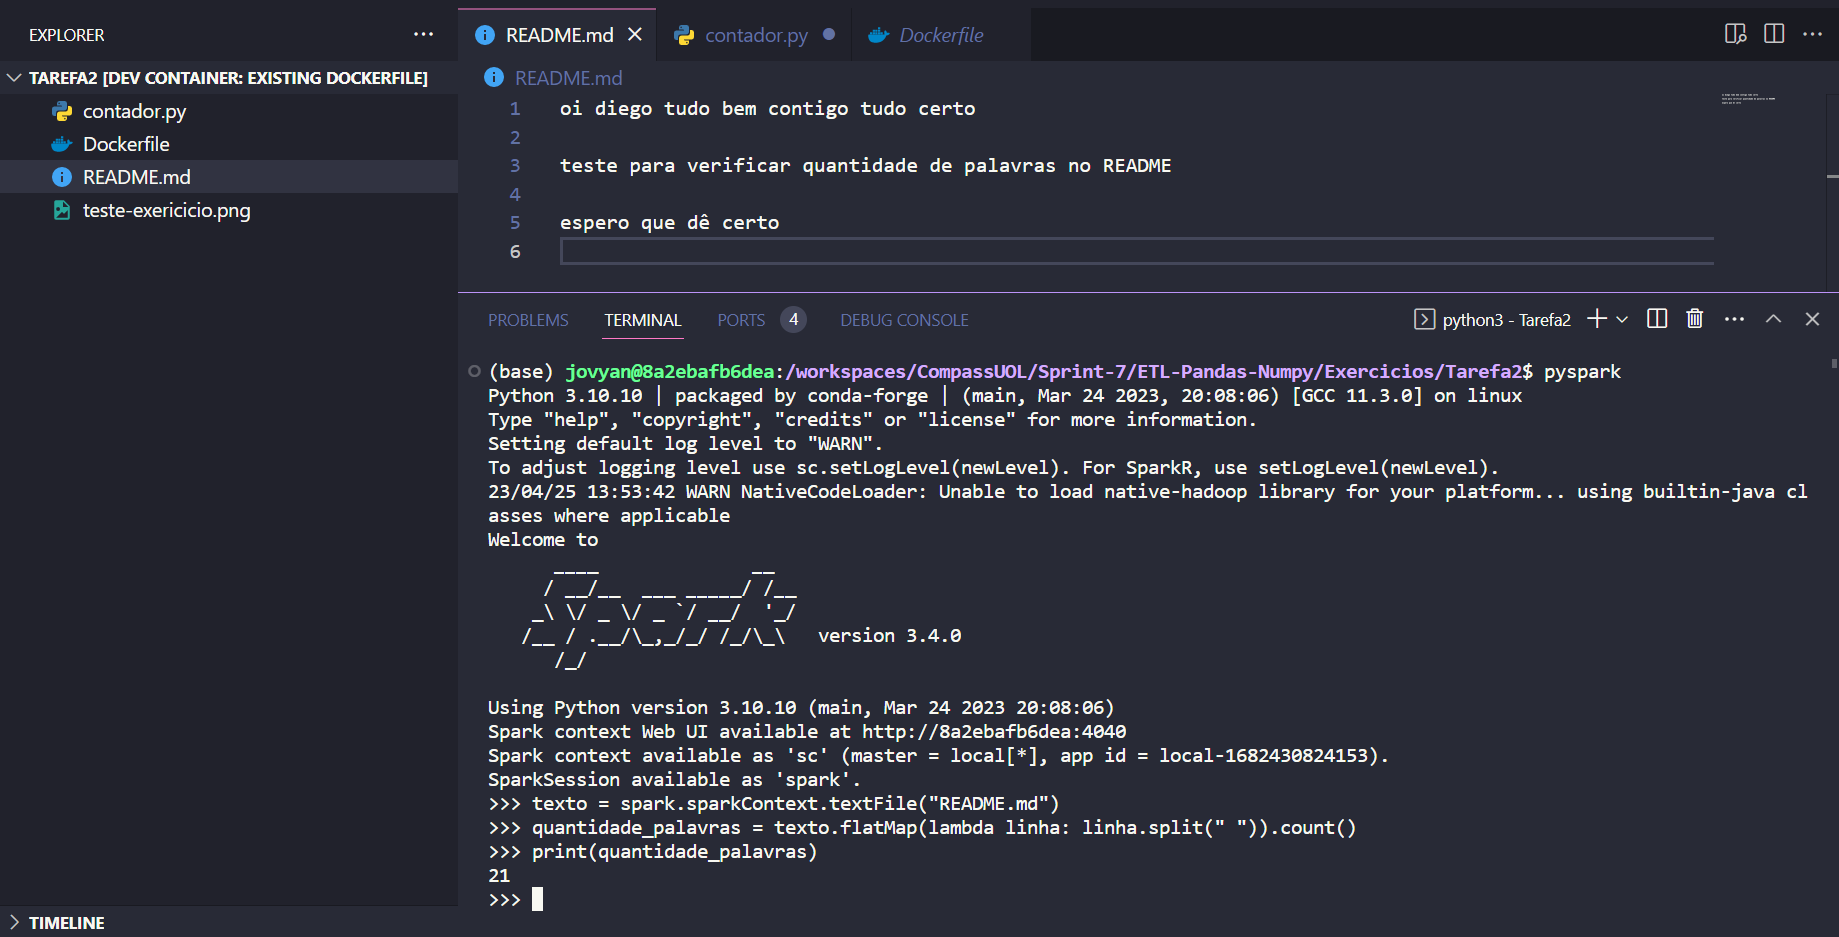 EXPLORER
TAREFA2 [DEV CONTAINER: EXISTING DOCKERFILE]
contador.py
Dockerfile
README.md
teste-exericicio.png
TIMELINE
README.md
contador.py
Dockerfile
README.md
1 oi diego tudo bem contigo tudo certo
2
3 teste para verificar quantidade de palavras no README
4
5 espero que dê certo
6
PROBLEMS TERMINAL PORTS 4 DEBUG CONSOLE
python3 - Tarefa2
(base) jovyan@8a2ebafb6dea:/workspaces/CompassUOL/Sprint-7/ETL-Pandas-Numpy/Exercicios/Tarefa2$ pyspark
Python 3.10.10 | packaged by conda-forge | (main, Mar 24 2023, 20:08:06) [GCC 11.3.0] on linux
Type "help", "copyright", "credits" or "license" for more information.
Setting default log level to "WARN".
To adjust logging level use sc.setLogLevel(newLevel). For SparkR, use setLogLevel(newLevel).
23/04/25 13:53:42 WARN NativeCodeLoader: Unable to load native-hadoop library for your platform... using builtin-java cl
asses where applicable
Welcome to
      ____              __
     / __/__  ___ _____/ /__
    _\ \/ _ \/ _ `/ __/  '_/
   /__ / .__/\_,_/_/ /_/\_\   version 3.4.0
      /_/
Using Python version 3.10.10 (main, Mar 24 2023 20:08:06)
Spark context Web UI available at http://8a2ebafb6dea:4040
Spark context available as 'sc' (master = local[*], app id = local-1682430824153).
SparkSession available as 'spark'.
>>> texto = spark.sparkContext.textFile("README.md")
>>> quantidade_palavras = texto.flatMap(lambda linha: linha.split(" ")).count()
>>> print(quantidade_palavras)
21
>>>